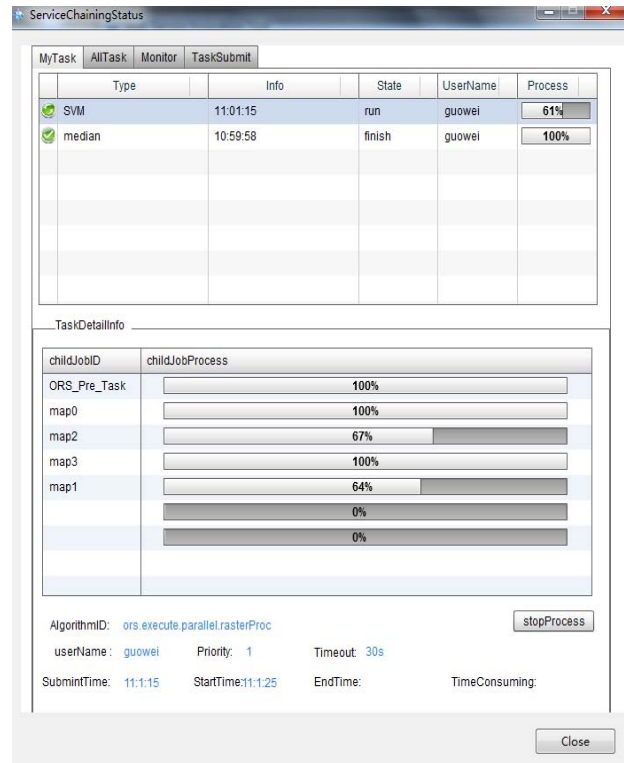 ServiceChainingStatus
MyTask AllTask Monitor TaskSubmit
Type Info State UserName Process
SVM 11:01:15 run guowei 61%
median 10:59:58 finish guowei 100%
TaskDetailInfo
childJobID childJobProcess
ORS_Pre_Task 100%
map0 100%
map2 67%
map3 100%
map1 64%
0%
0%
AlgorithmID: ors.execute.parallel.rasterProc stopProcess
userName : guowei Priority: 1 Timeout: 30s
SubmintTime: 11:1:15 StartTime:11:1:25 EndTime: TimeConsuming:
Close